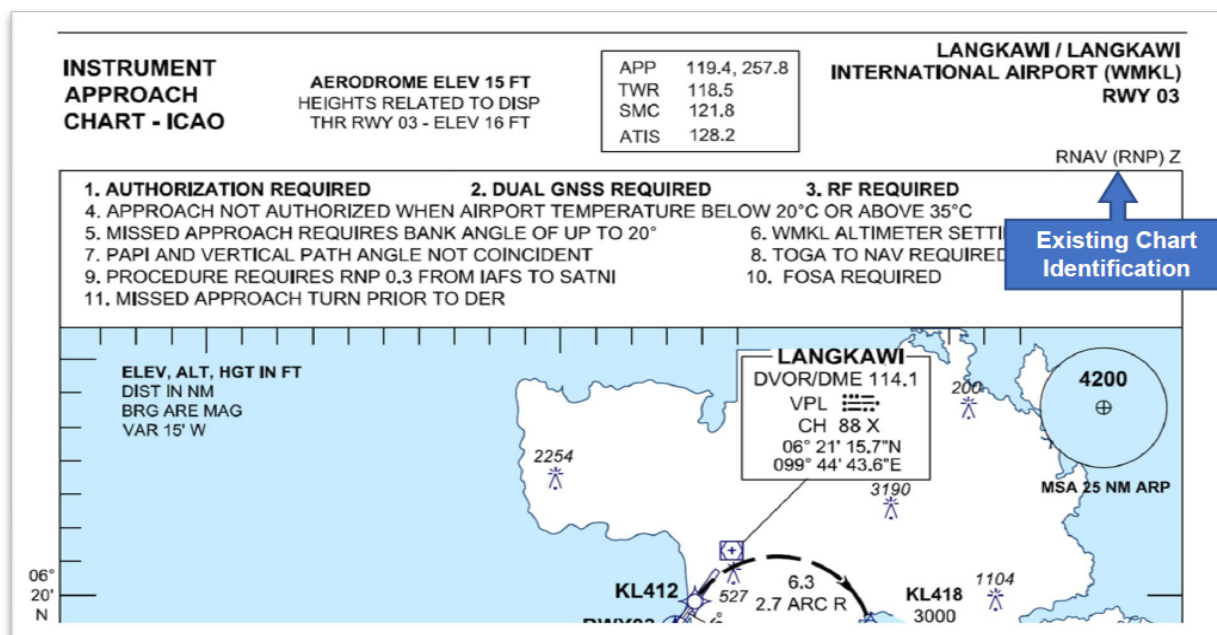 INSTRUMENT
APPROACH
CHART - ICAO
AERODROME ELEV 15 FT
HEIGHTS RELATED TO DISP
THR RWY 03 - ELEV 16 FT
APP 119.4, 257.8
TWR 118.5
SMC 121.8
ATIS 128.2
LANGKAWI / LANGKAWI
INTERNATIONAL AIRPORT (WMKL)
RWY 03
RNAV (RNP) Z
Existing Chart
Identification
1. AUTHORIZATION REQUIRED 2. DUAL GNSS REQUIRED 3. RF REQUIRED
4. APPROACH NOT AUTHORIZED WHEN AIRPORT TEMPERATURE BELOW 20°C OR ABOVE 35°C
5. MISSED APPROACH REQUIRES BANK ANGLE OF UP TO 20° 6. WMKL ALTIMETER
7. PAPI AND VERTICAL PATH ANGLE NOT COINCIDENT 8. TOGA TO NAV REQUIRED
9. PROCEDURE REQUIRES RNP 0.3 FROM IAFS TO SATNI 10. FOSA REQUIRED
11. MISSED APPROACH TURN PRIOR TO DER
ELEV, ALT, HGT IN FT
DIST IN NM
BRG ARE MAG
VAR 15' W
LANGKAWI
DVOR/DME 114.1
VPL
CH 88 X
06° 21' 15.7"N
099° 44' 43.6"E
200
4200
MSA 25 NM ARP
2254
3190
06°
20'
N
KL412
527
6.3
2.7 ARC R
KL418
3000
1104